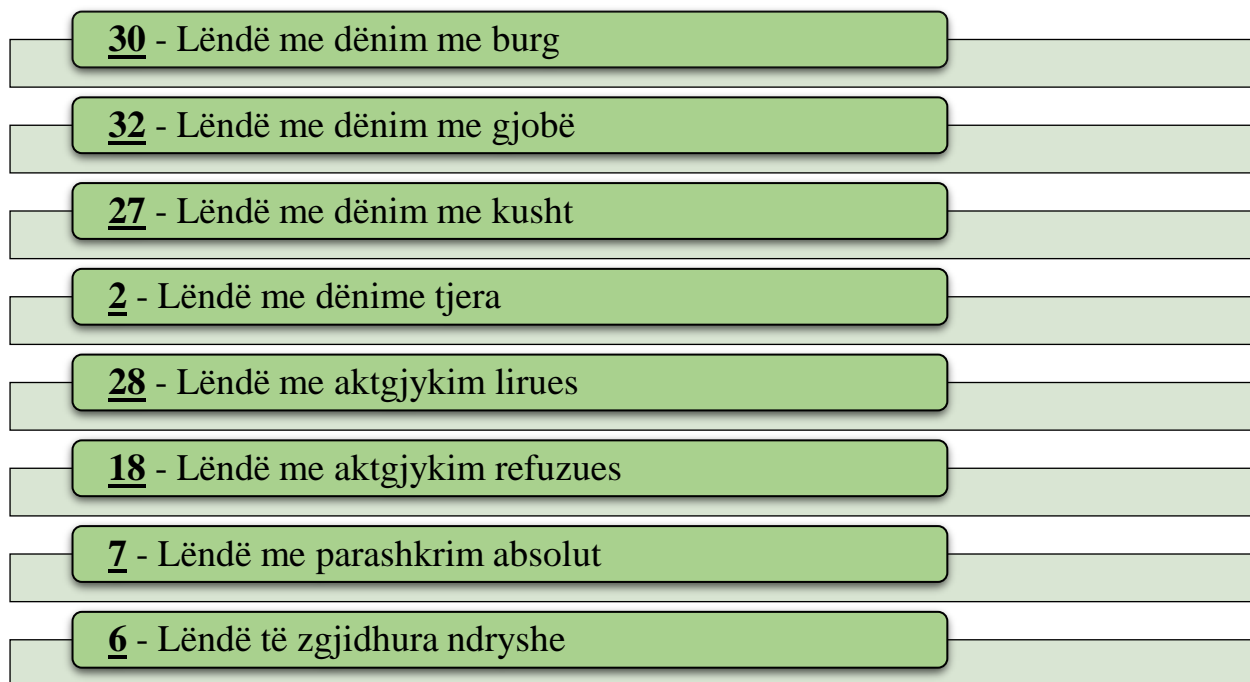 30 - Lëndë me dënim me burg
32 - Lëndë me dënim me gjobë
27 - Lëndë me dënim me kusht
2 - Lëndë me dënime tjera
28 - Lëndë me aktgjykim lirues
18 - Lëndë me aktgjykim refuzues
7 - Lëndë me parashkrim absolut
6 - Lëndë të zgjidhura ndryshe